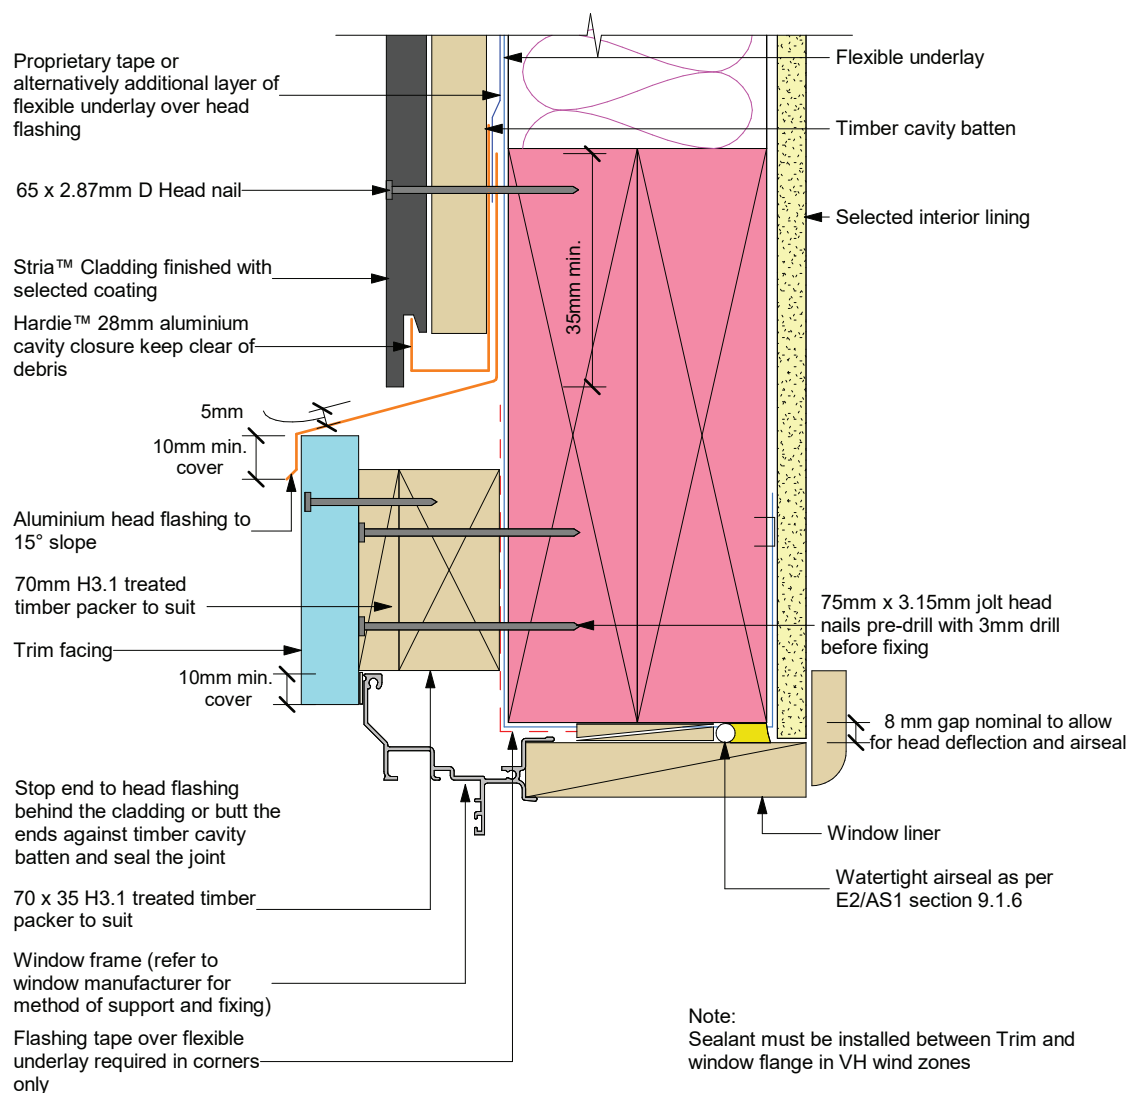 Proprietary tape or
alternatively additional layer of
flexible underlay over head
flashing
65 x 2.87mm D Head nail
Stria™ Cladding finished with
selected coating
Hardie™ 28mm aluminium
cavity closure keep clear of
debris
5mm
10mm min.
cover
Aluminium head flashing to
15° slope
70mm H3.1 treated
timber packer to suit
Trim facing
10mm min.
cover
Stop end to head flashing
behind the cladding or butt the
ends against timber cavity
batten and seal the joint
70 x 35 H3.1 treated timber
packer to suit
Window frame (refer to
window manufacturer for
method of support and fixing)
Flashing tape over flexible
underlay required in corners
only
35mm min.
Flexible underlay
Timber cavity batten
Selected interior lining
75mm x 3.15mm jolt head
nails pre-drill with 3mm drill
before fixing
8 mm gap nominal to allow
for head deflection and airseal
Window liner
Watertight airseal as per
E2/AS1 section 9.1.6
Note:
Sealant must be installed between Trim and
window flange in VH wind zones